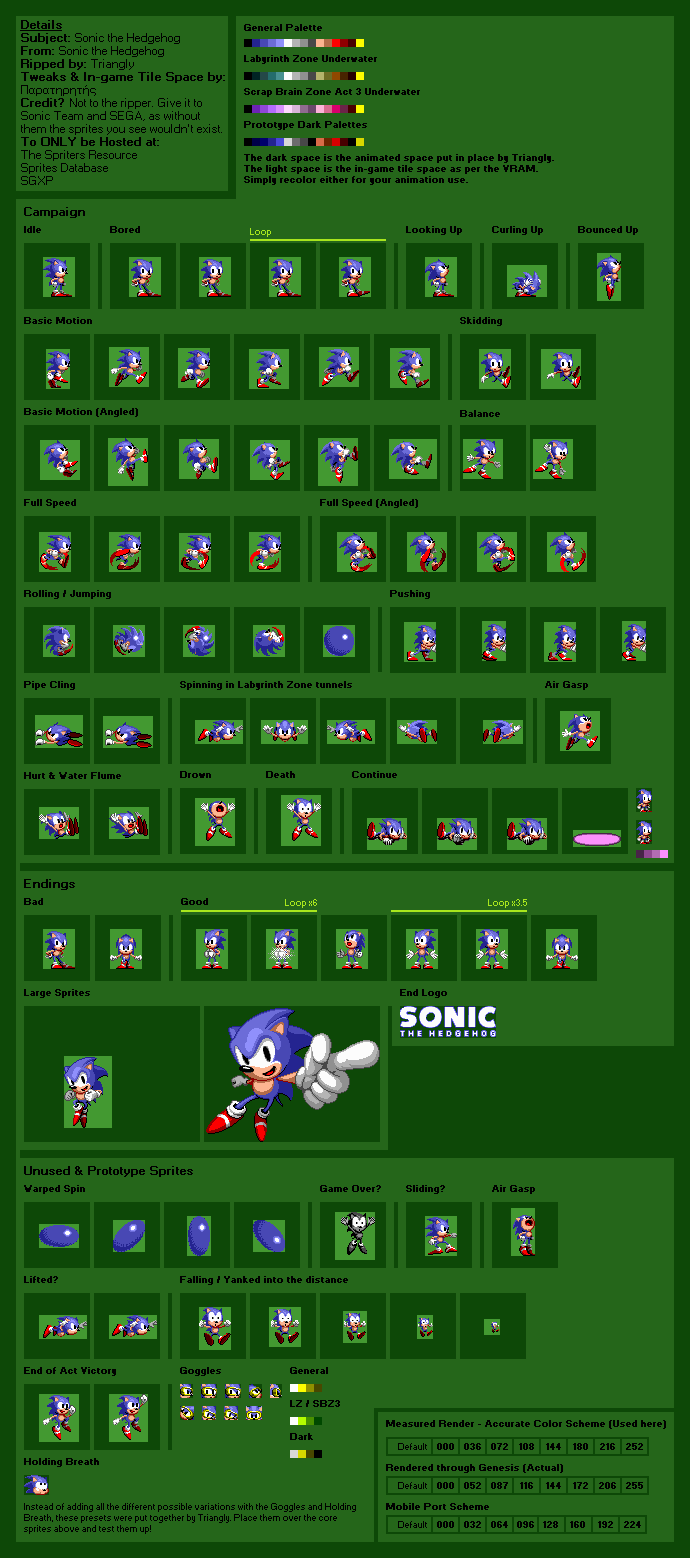 Details
Subject: Sonic the Hedgehog
From: Sonic the Hedgehog
Ripped by: Triangly
Tweaks & In-game Tile Space by:
Παρατηρητής
Credit? Not to the ripper. Give it to
Sonic Team and SEGA, as without
them the sprites you see wouldn't exist.
To ONLY be Hosted at:
The Spriters Resource
Sprites Database
SGXP
General Palette
Labyrinth Zone Underwater
Scrap Brain Zone Act 3 Underwater
Prototype Dark Palettes
The dark space is the animated space put in place by Triangly.
The light space is the in-game tile space as per the VRAM.
Simply recolor either for your animation use.
Campaign
Idle
Bored
Loop
Looking Up
Curling Up
Bounced Up
Basic Motion
Skidding
Basic Motion (Angled)
Balance
Full Speed
Full Speed (Angled)
Rolling / Jumping
Pushing
Pipe Cling
Spinning in Labyrinth Zone tunnels
Air Gasp
Hurt & Water Flume
Drown
Death
Continue
Endings
Bad
Good
Loop x6
Loop x3.5
Large Sprites
End Logo
SONIC
THE HEDGEHOG
Unused & Prototype Sprites
Warped Spin
Game Over?
Sliding?
Air Gasp
Lifted?
Falling / Yanked into the distance
End of Act Victory
Goggles
General
LZ / SBZ3
Dark
Holding Breath
Instead of adding all the different possible variations with the Goggles and Holding
Breath, these presets were put together by Triangly. Place them over the core
sprites above and test them up!
Measured Render - Accurate Color Scheme (Used here)
Default 000 036 072 108 144 180 216 252
Rendered through Genesis (Actual)
Default 000 052 087 116 144 172 206 255
Mobile Port Scheme
Default 000 032 064 096 128 160 192 224